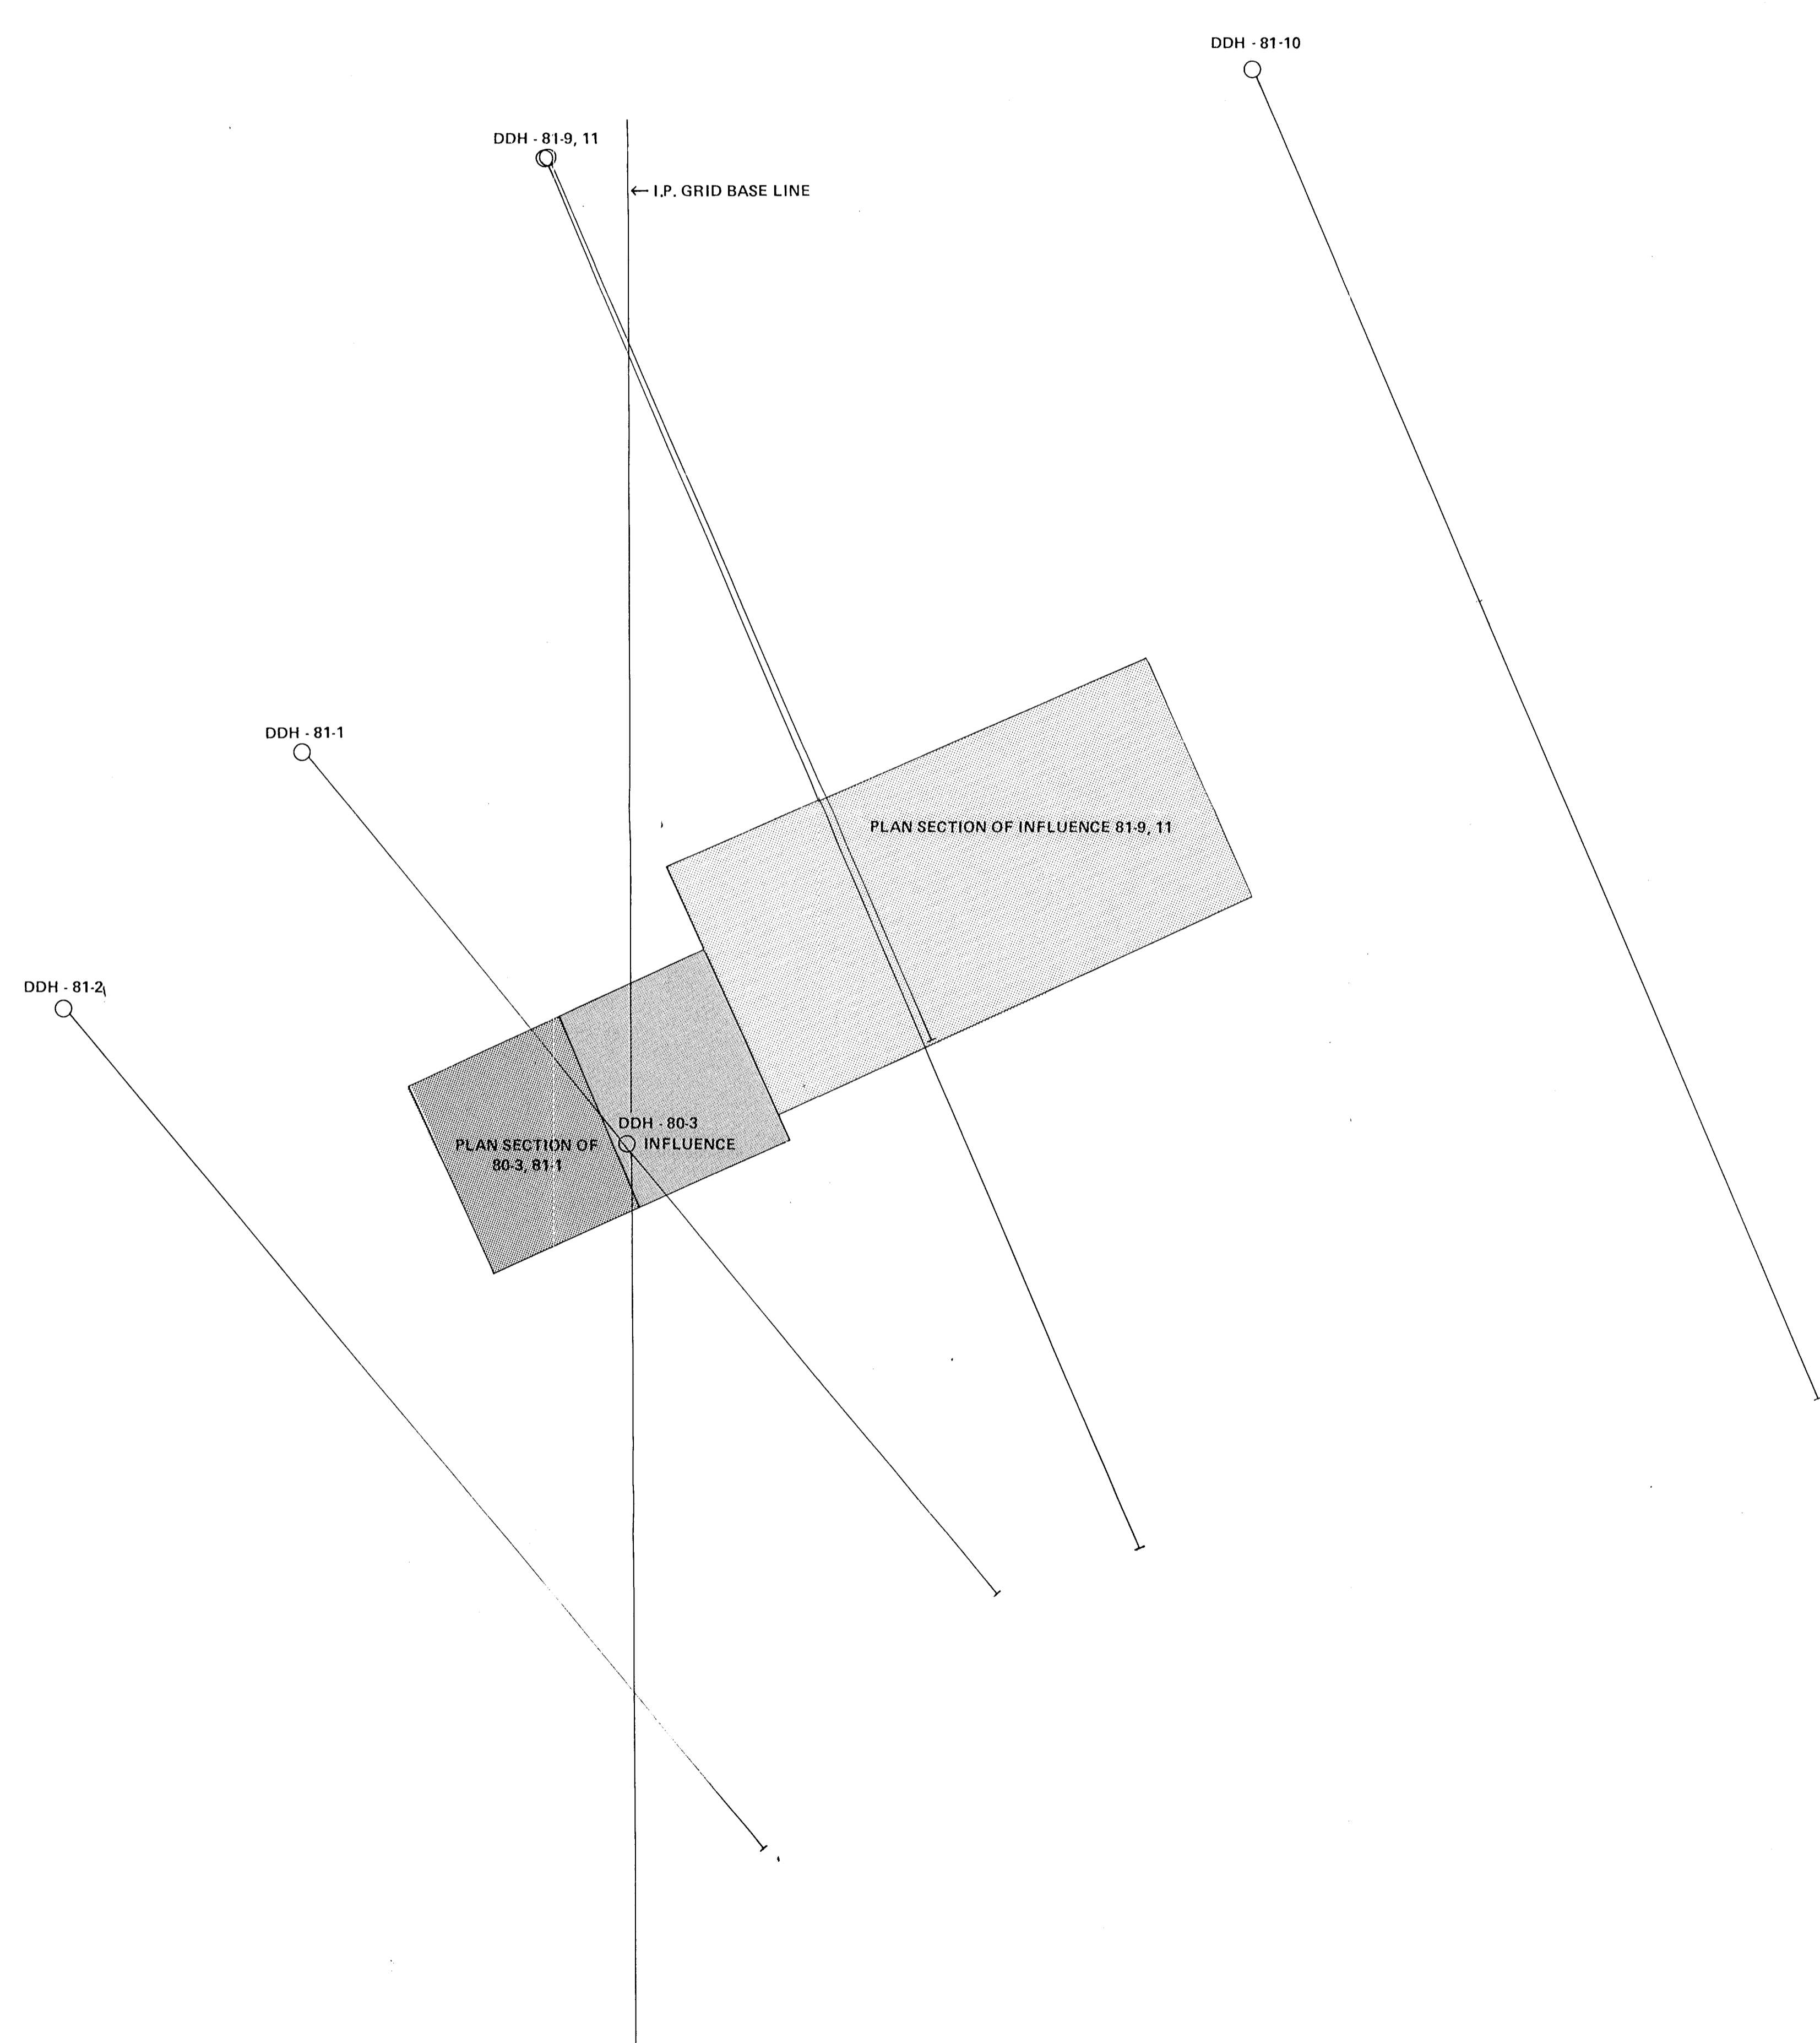 DDH - 81-10
DDH - 81-9, 11
← I.P. GRID BASE LINE
DDH - 81-1
PLAN SECTION OF INFLUENCE 81-9, 11
DDH - 81-2
DDH - 80-3
PLAN SECTION OF INFLUENCE
80-3, 81-1